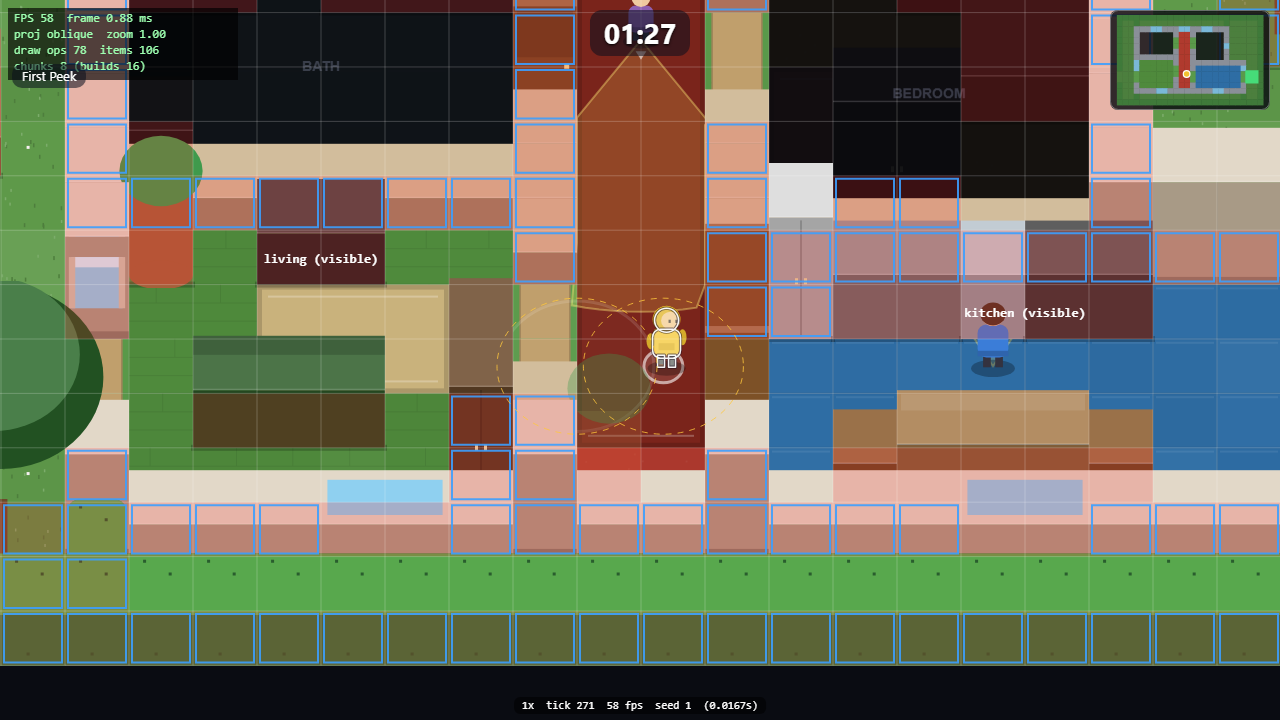 FPS 58 frame 0.88 ms
proj oblique zoom 1.00
draw ops 78 items 106
chunks 8 (builds 16)
First Peek
01:27
BATH
BEDROOM
living (visible)
kitchen (visible)
1x tick 271 58 fps seed 1 (0.0167s)